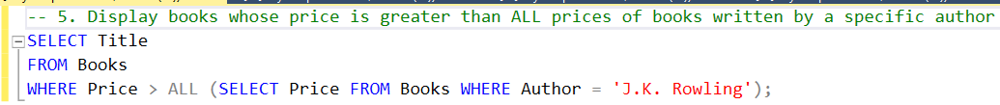 -- 5. Display books whose price is greater than ALL prices of books written by a specific author
SELECT Title
FROM Books
WHERE Price > ALL (SELECT Price FROM Books WHERE Author = 'J.K. Rowling');